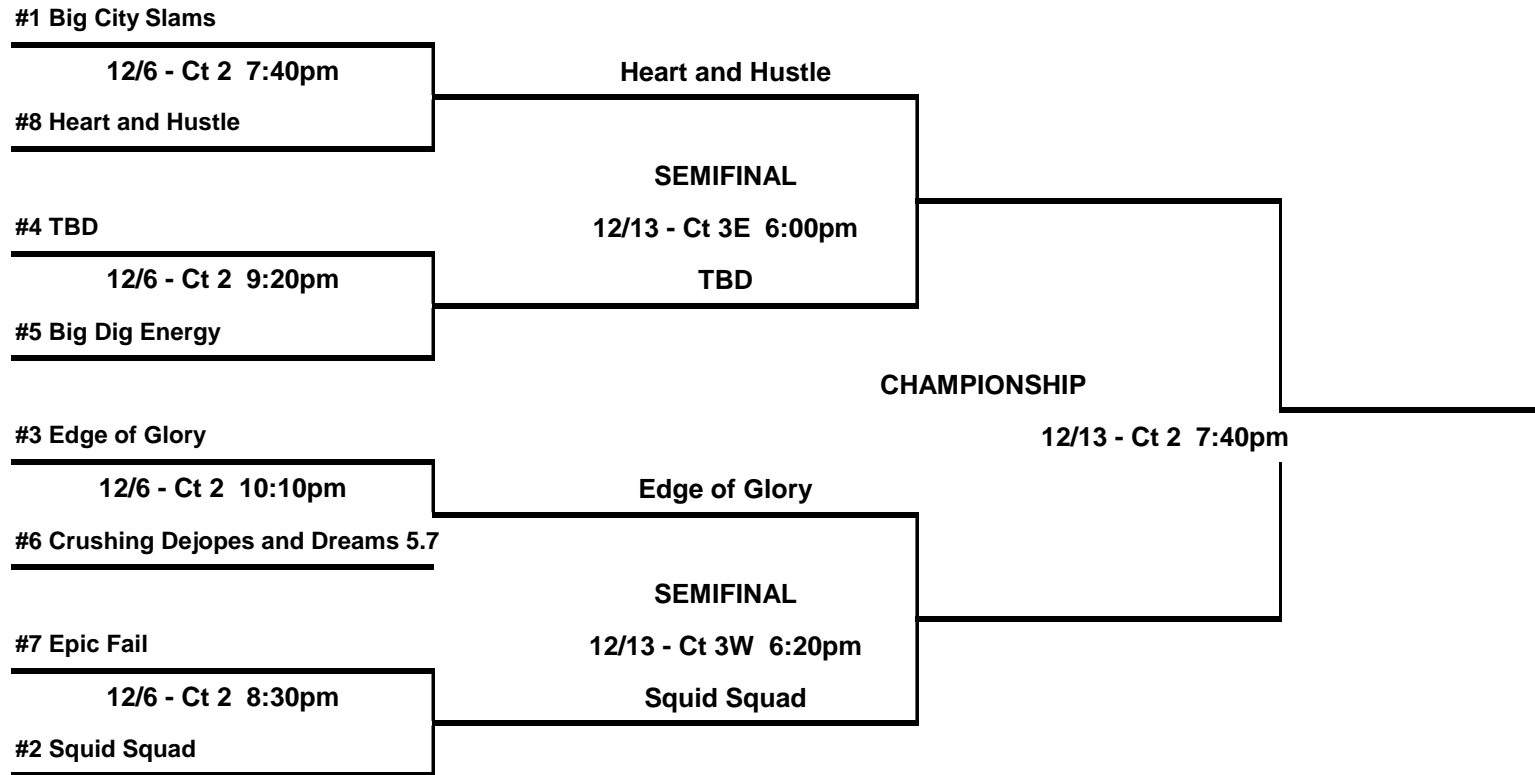 #1 Big City Slams
12/6 - Ct 2 7:40pm
Heart and Hustle
#8 Heart and Hustle
SEMIFINAL
#4 TBD
12/13 - Ct 3E 6:00pm
12/6 - Ct 2 9:20pm
TBD
#5 Big Dig Energy
CHAMPIONSHIP
#3 Edge of Glory
12/13 - Ct 2 7:40pm
12/6 - Ct 2 10:10pm
Edge of Glory
#6 Crushing Dejopes and Dreams 5.7
SEMIFINAL
#7 Epic Fail
12/13 - Ct 3W 6:20pm
12/6 - Ct 2 8:30pm
Squid Squad
#2 Squid Squad